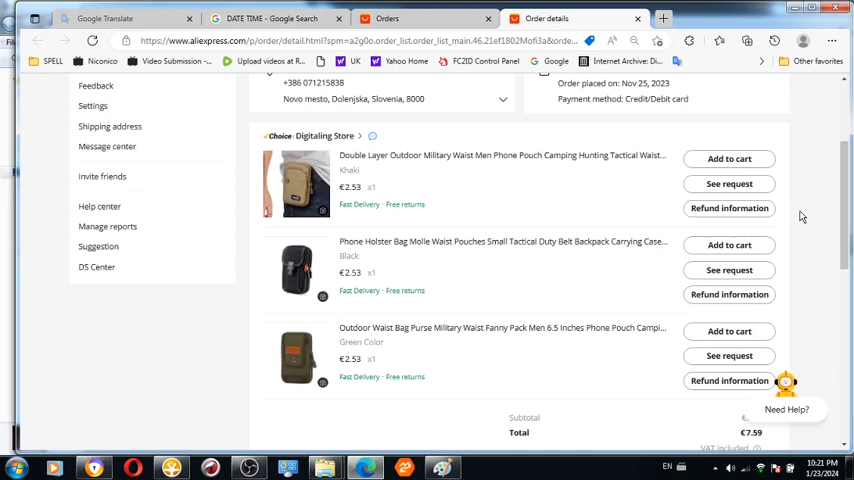 Google Translate
DATE TIME - Google Search
Orders
Order details
https://www.aliexpress.com/p/order/detail.html?spm=a2g0o.order_list.order_list_main.46.21ef1802Mofi3a&orde...
SPELL
Niconico
Video Submission -...
Upload videos at R...
UK
Yahoo Home
FC2ID Control Panel
Google
Internet Archive: Di...
Other favorites
Feedback
Settings
Shipping address
Message center
Invite friends
Help center
Manage reports
Suggestion
DS Center
+386 071215838
Novo mesto, Dolenjska, Slovenia, 8000
Order placed on: Nov 25, 2023
Payment method: Credit/Debit card
Choice Digitaling Store >
Double Layer Outdoor Military Waist Men Phone Pouch Camping Hunting Tactical Waist...
Khaki
€2.53 x1
Fast Delivery · Free returns
Add to cart
See request
Refund information
Phone Holster Bag Molle Waist Pouches Small Tactical Duty Belt Backpack Carrying Case...
Black
€2.53 x1
Fast Delivery · Free returns
Add to cart
See request
Refund information
Outdoor Waist Bag Purse Military Waist Fanny Pack Men 6.5 Inches Phone Pouch Campi...
Green Color
€2.53 x1
Fast Delivery · Free returns
Add to cart
See request
Refund information
Need Help?
Subtotal
Total
€7.59
VAT included
EN
10:21 PM
1/23/2024